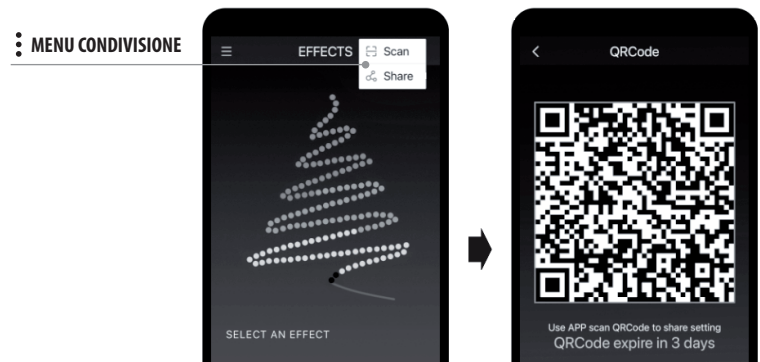 MENU CONDIVISIONE
EFFECTS
Scan
Share
SELECT AN EFFECT
QRCode
Use APP scan QRCode to share setting
QRCode expire in 3 days